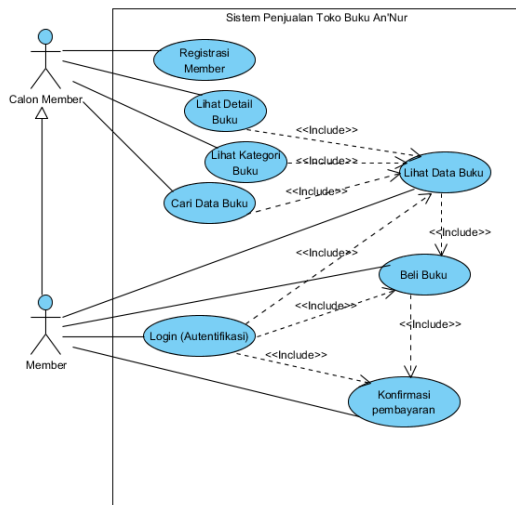 Sistem Penjualan Toko Buku An'Nur
Registrasi
Member
Calon Member
Lihat Detail
Buku
<<Include>>
Lihat Kategori
Buku
<<Include>>
Lihat Data Buku
<<Include>>
Cari Data Buku
<<Include>>
<<Include>>
Beli Buku
<<Include>>
<<Include>>
Login (Autentifikasi)
<<Include>>
Member
Konfirmasi
pembayaran